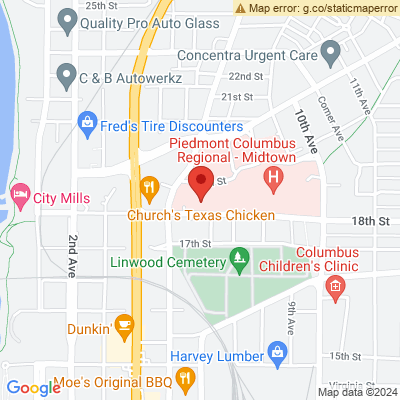 25th St
Map error: g.co/staticmaperror
Quality Pro Auto Glass
Concentra Urgent Care
22nd St
C & B Autowerkz
21st St
11th Ave
Corner Ave
10th Ave
Fred's Tire Discounters
Piedmont Columbus
Regional - Midtown
St
H
City Mills
Church's Texas Chicken
18th St
2nd Ave
17th St
Linwood Cemetery
Columbus
Children's Clinic
9th Ave
Dunkin'
Harvey Lumber
15th St
Moe's Original BBQ
Virginia St
Google
Map data ©2024